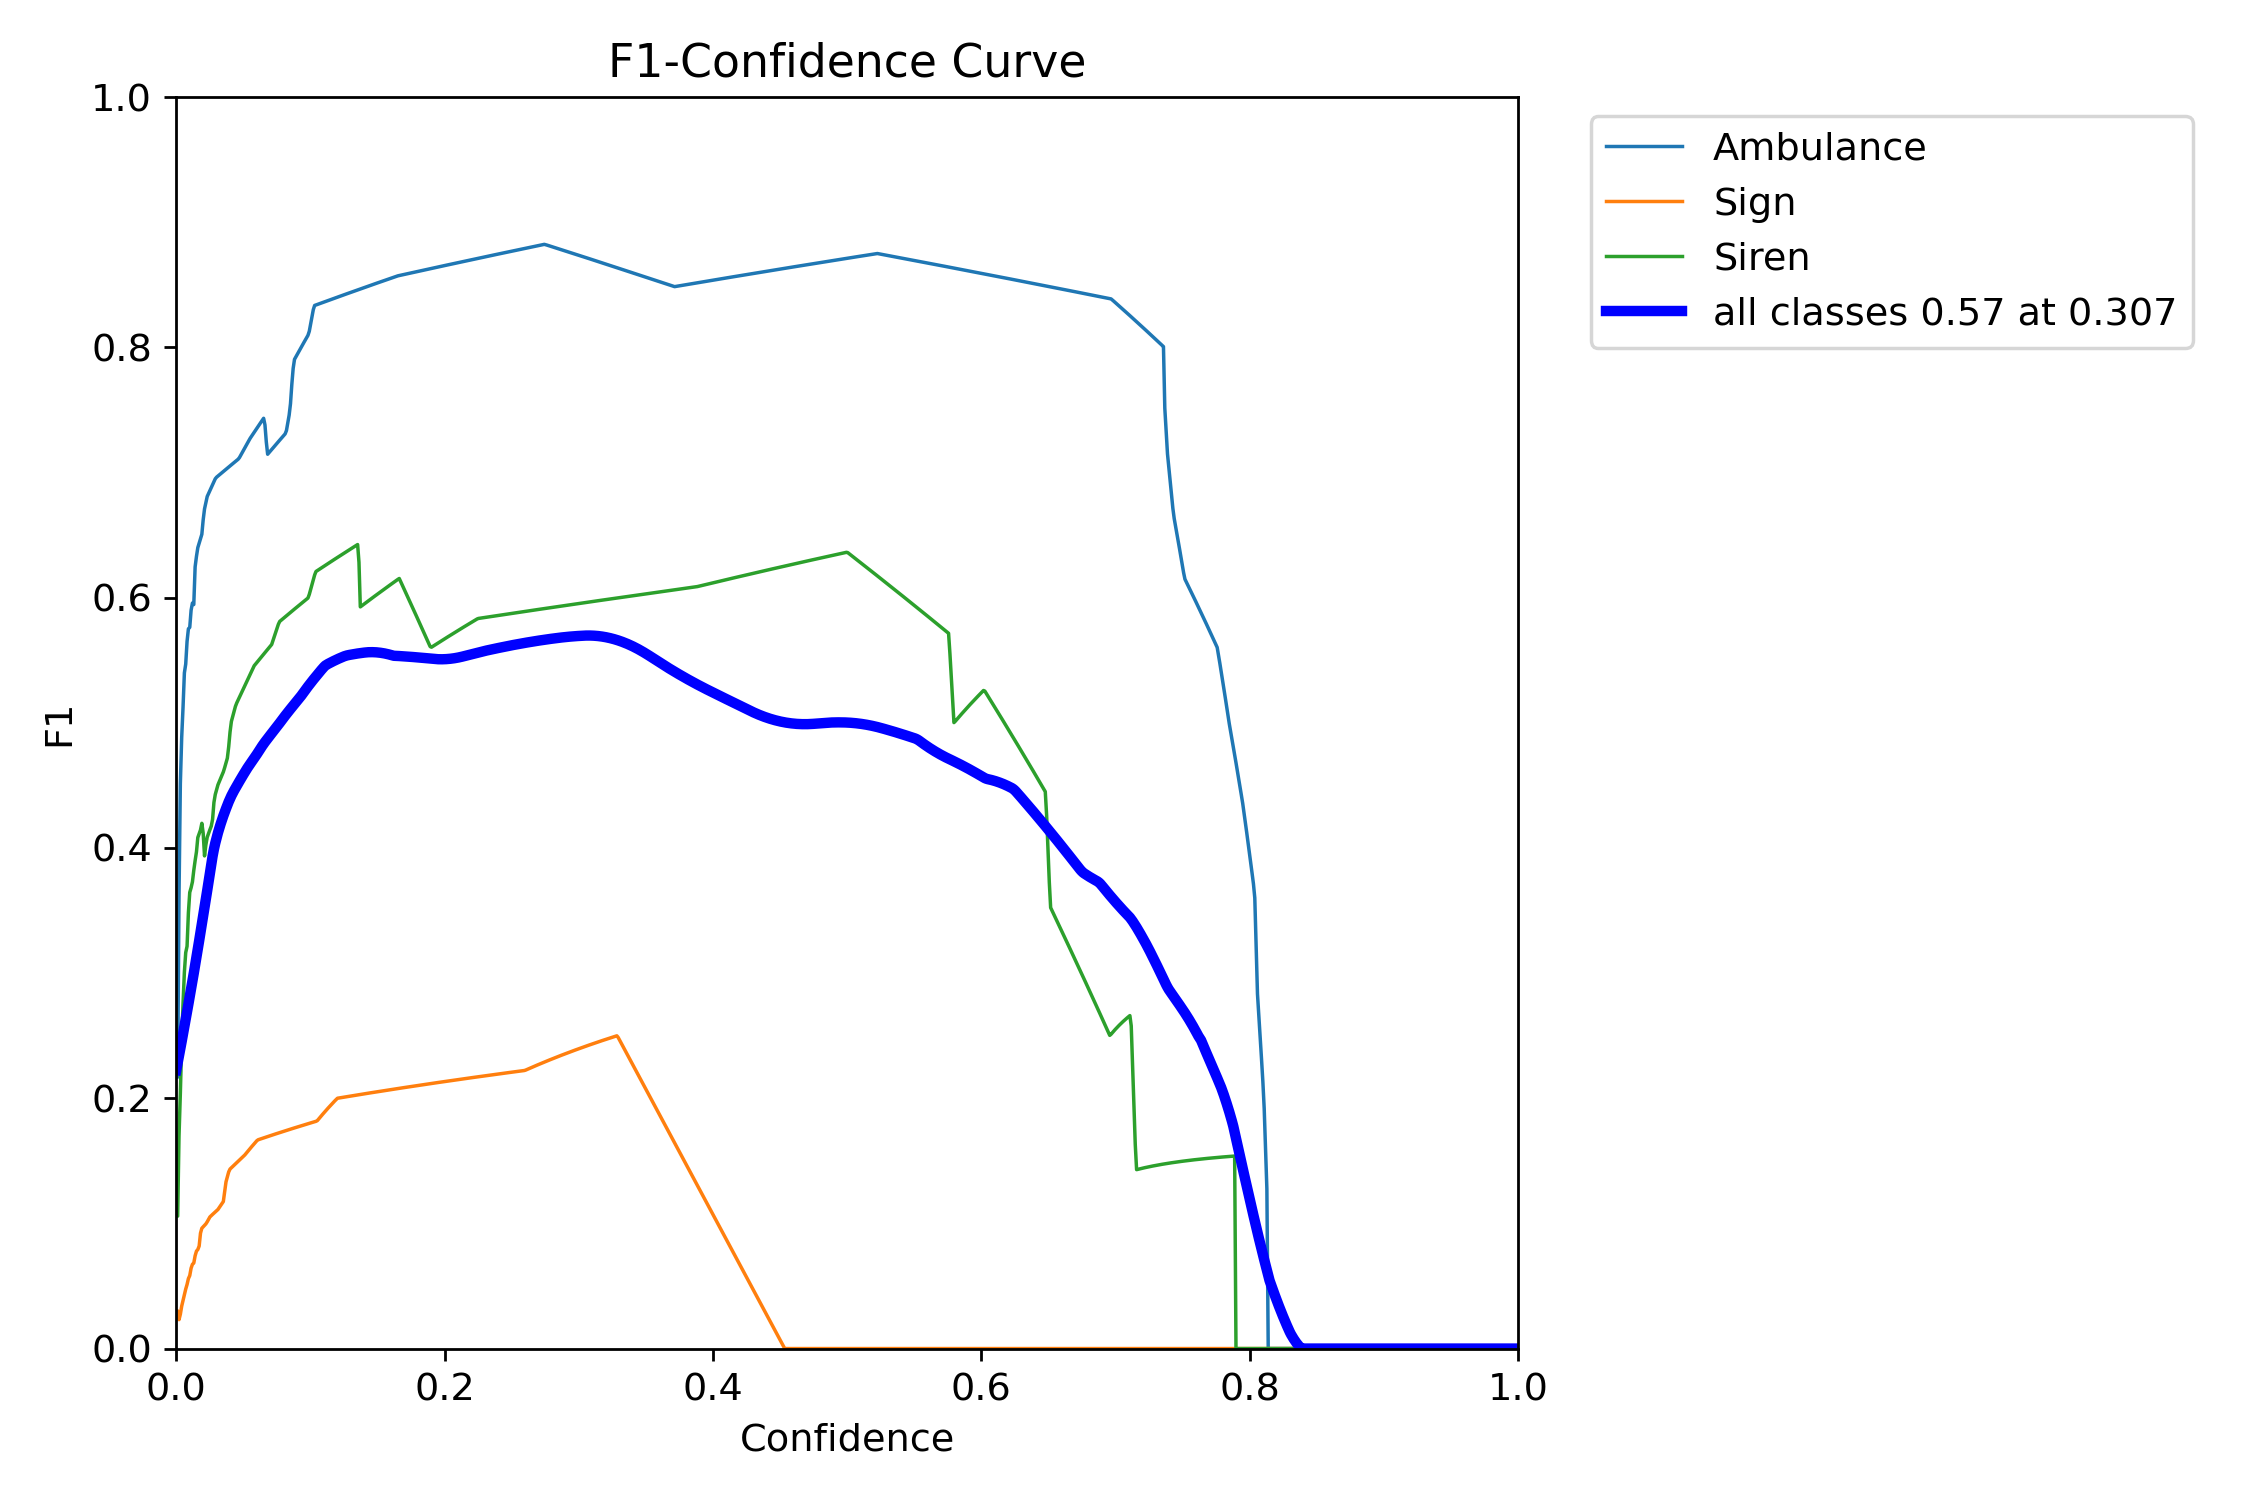 F1-Confidence Curve
1.0
0.8
0.6
0.4
0.2
0.0
F1
0.0 0.2 0.4 0.6 0.8 1.0
Confidence
Ambulance
Sign
Siren
all classes 0.57 at 0.307